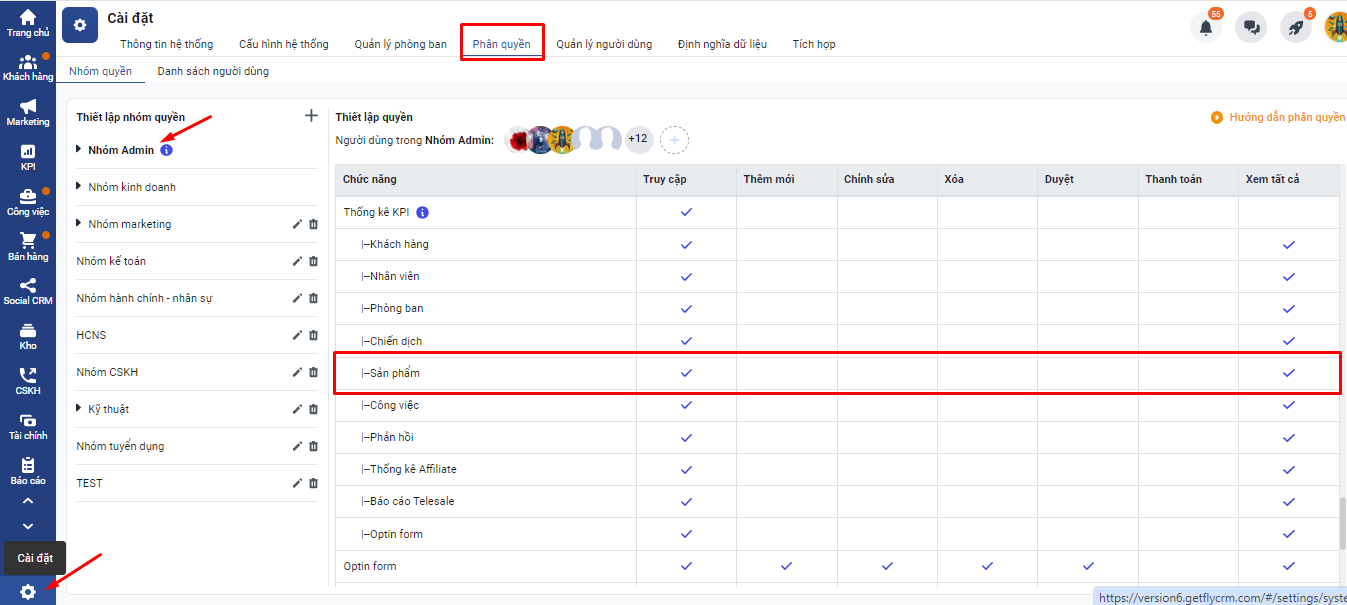 Trang chủ
Khách hàng
Marketing
KPI
Công việc
Bán hàng
Social CRM
Kho
CSKH
Tài chính
Báo cáo
Cài đặt
Cài đặt
Thông tin hệ thống Cấu hình hệ thống Quản lý phòng ban Phân quyền Quản lý người dùng Định nghĩa dữ liệu Tích hợp
55
5
Nhóm quyền Danh sách người dùng
Thiết lập nhóm quyền
Nhóm Admin
Nhóm kinh doanh
Nhóm marketing
Nhóm kế toán
Nhóm hành chính - nhân sự
HCNS
Nhóm CSKH
Kỹ thuật
Nhóm tuyển dụng
TEST
Thiết lập quyền
Hướng dẫn phân quyền
Người dùng trong Nhóm Admin: +12
Chức năng Truy cập Thêm mới Chỉnh sửa Xóa Duyệt Thanh toán Xem tất cả
Thống kê KPI
|--Khách hàng
|--Nhân viên
|--Phòng ban
|--Chiến dịch
|--Sản phẩm
|--Công việc
|--Phản hồi
|--Thống kê Affiliate
|--Báo cáo Telesale
|--Optin form
Optin form
https://version6.getflycrm.com/#/settings/syste